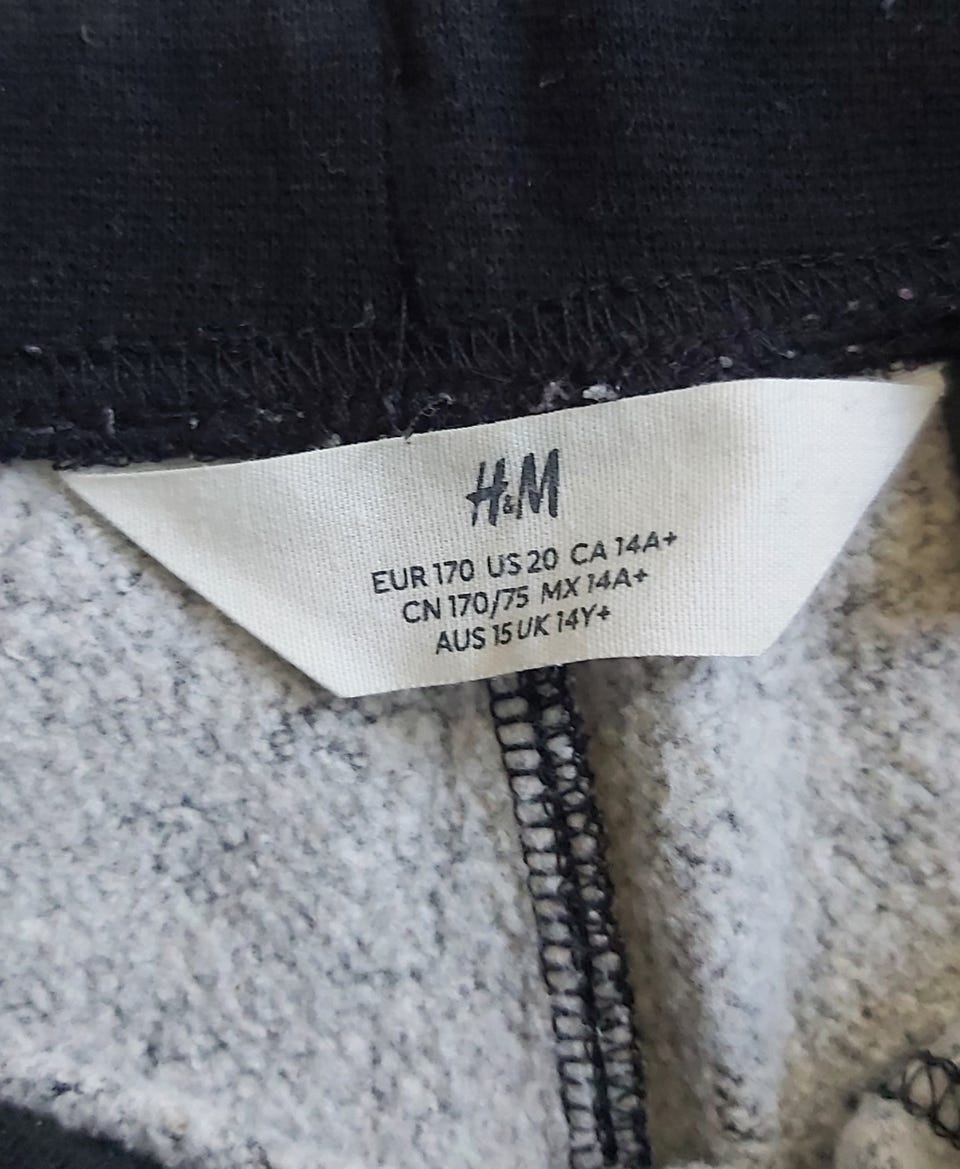 H&M
EUR 170 US 20 CA 14A+
CN 170/75 MX 14A+
AUS 15 UK 14Y+